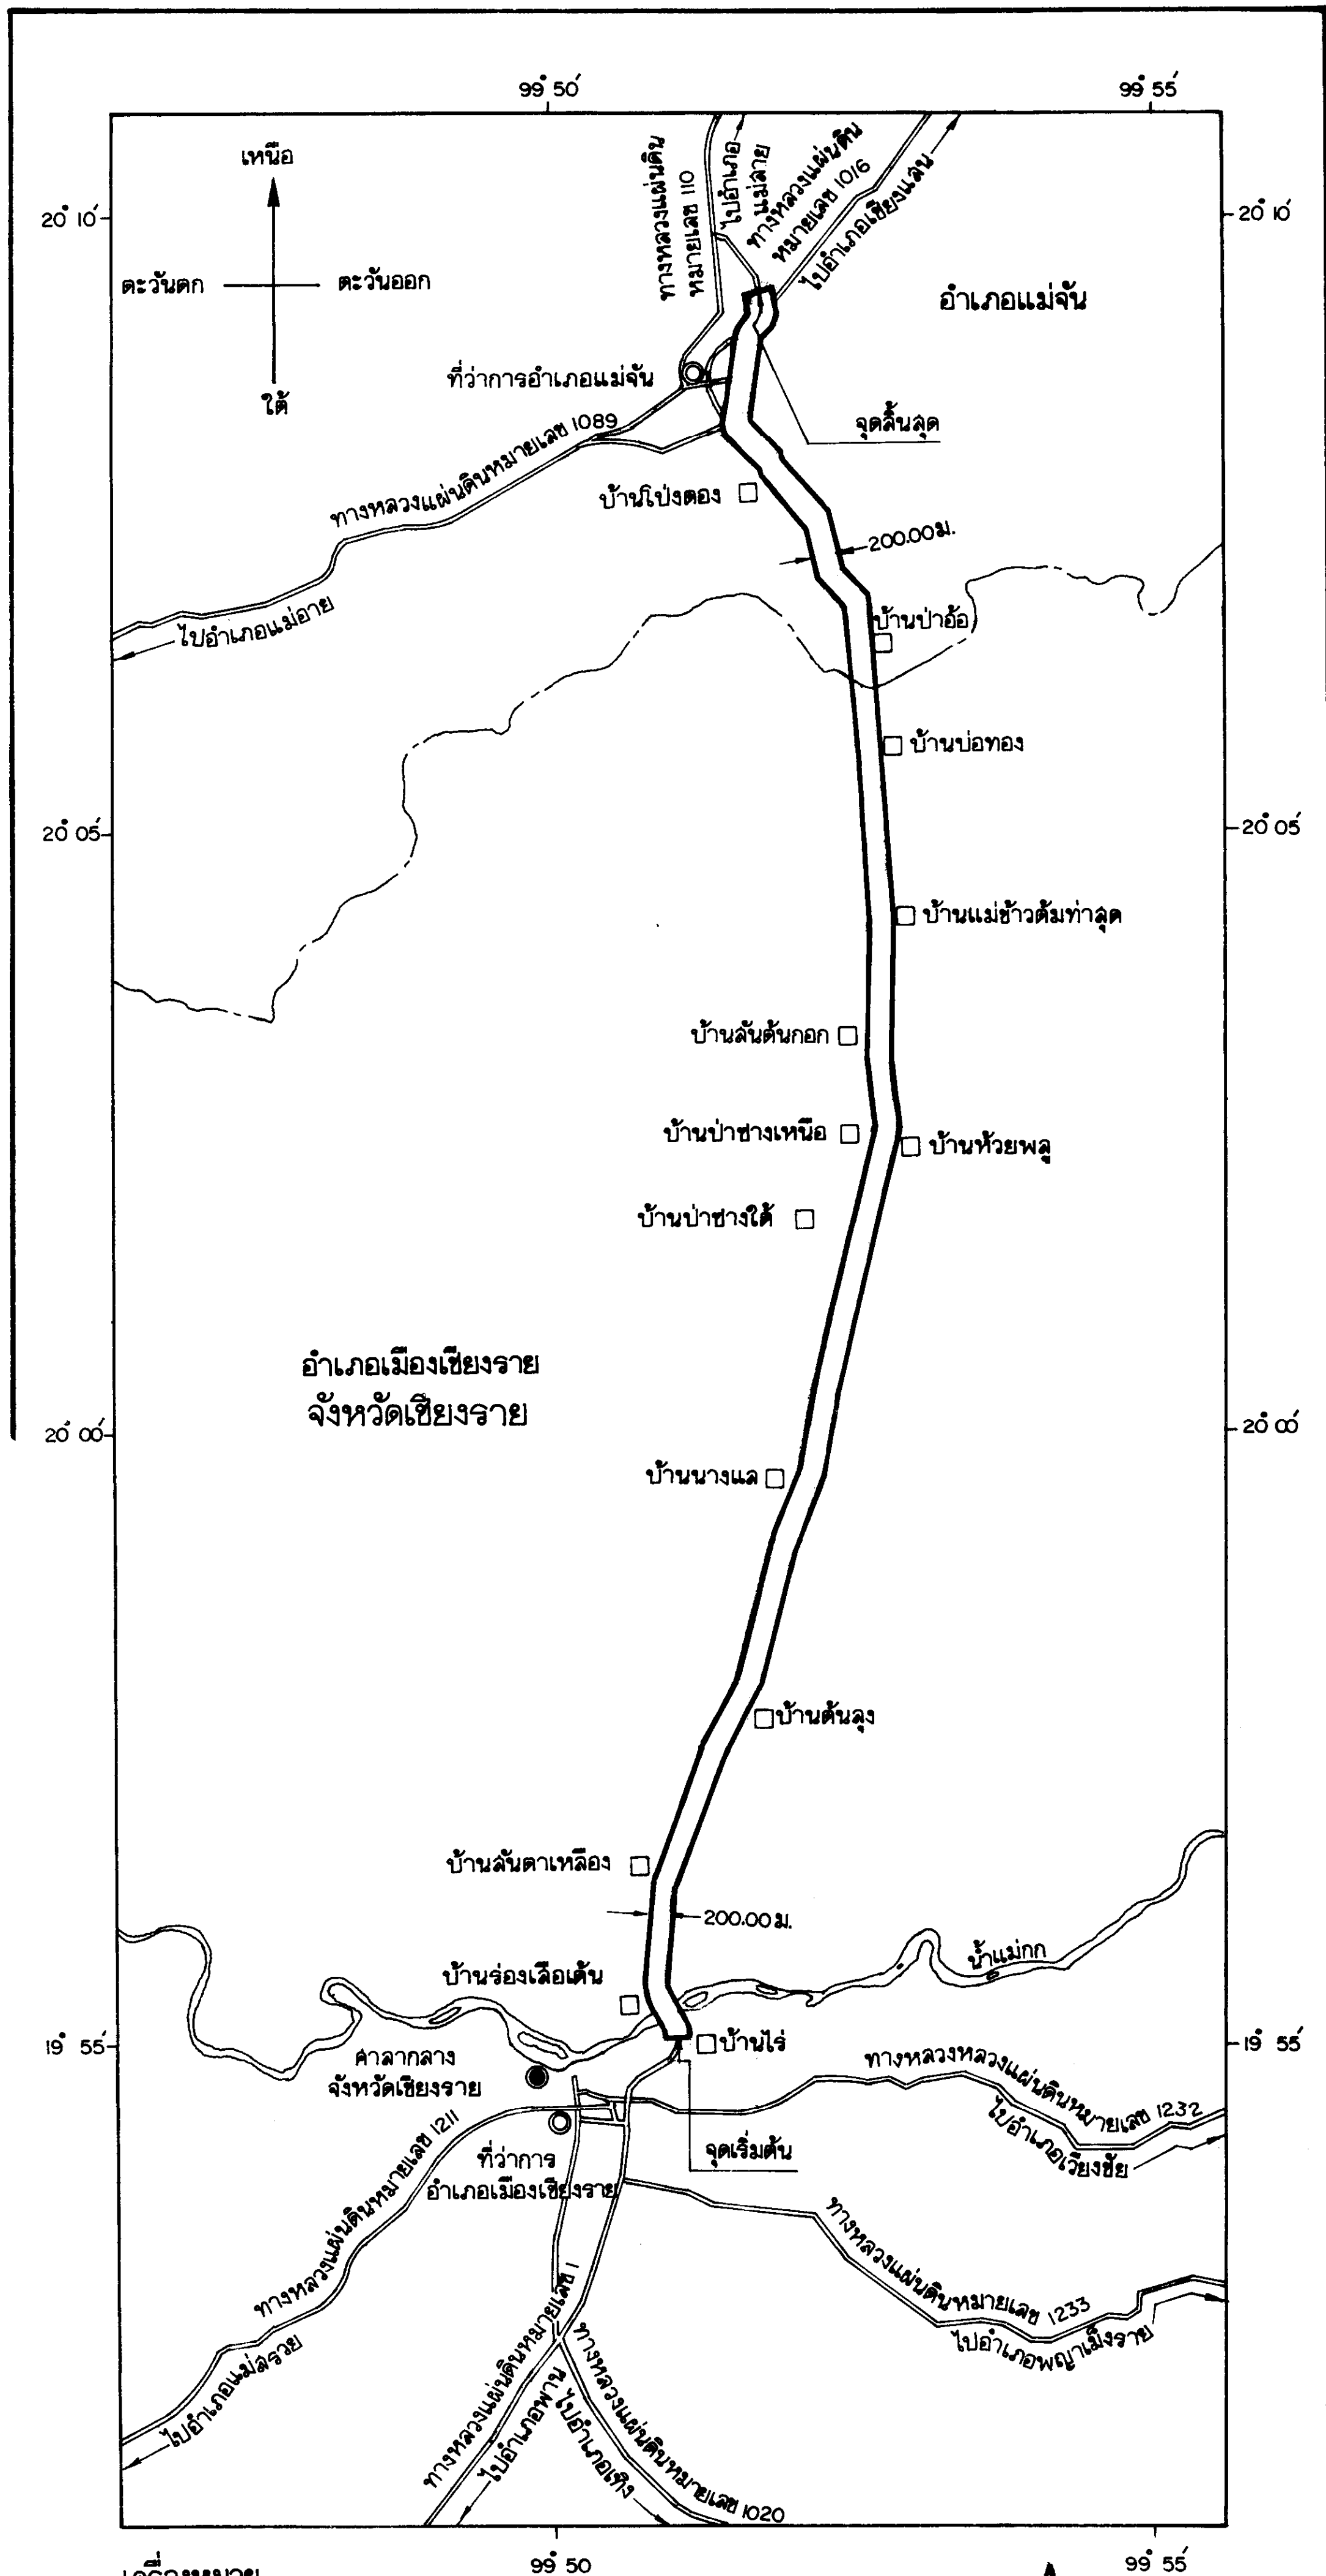 99° 50′
99° 55′
เหนือ
ตะวันตก
ตะวันออก
ใต้
20° 10′
20° 10′
ทางหลวงแผ่นดิน
หมายเลข 110
ไปอำเภอ
แม่สาย
ทางหลวงแผ่นดิน
หมายเลข 1016
ไปอำเภอเชียงแสน
อำเภอแม่จัน
ที่ว่าการอำเภอแม่จัน
จุดสิ้นสุด
ทางหลวงแผ่นดินหมายเลข 1089
บ้านโป่งตอง
200.00 ม.
ไปอำเภอแม่อาย
บ้านป่าอ้อ
บ้านบ่อทอง
20° 05′
20° 05′
บ้านแม่ข้าวต้มท่าสุด
บ้านสันต้นกอก
บ้านป่าซางเหนือ
บ้านห้วยพลู
บ้านป่าซางใต้
อำเภอเมืองเชียงราย
จังหวัดเชียงราย
20° 00′
20° 00′
บ้านนางแล
บ้านต้นลุง
บ้านสันตาเหลือง
200.00 ม.
น้ำแม่กก
บ้านร่องเสือเต้น
19° 55′
19° 55′
บ้านไร่
ศาลากลาง
จังหวัดเชียงราย
ทางหลวงหลวงแผ่นดินหมายเลข 1232
ไปอำเภอเวียงชัย
จุดเริ่มต้น
ที่ว่าการ
อำเภอเมืองเชียงราย
ทางหลวงแผ่นดินหมายเลข 1211
ไปอำเภอแม่สรวย
ทางหลวงแผ่นดินหมายเลข 1233
ไปอำเภอพญาเม็งราย
ทางหลวงแผ่นดินหมายเลข 1
ไปอำเภอพาน
ทางหลวงแผ่นดินหมายเลข 1020
ไปอำเภอเทิง
99° 50
99° 55′